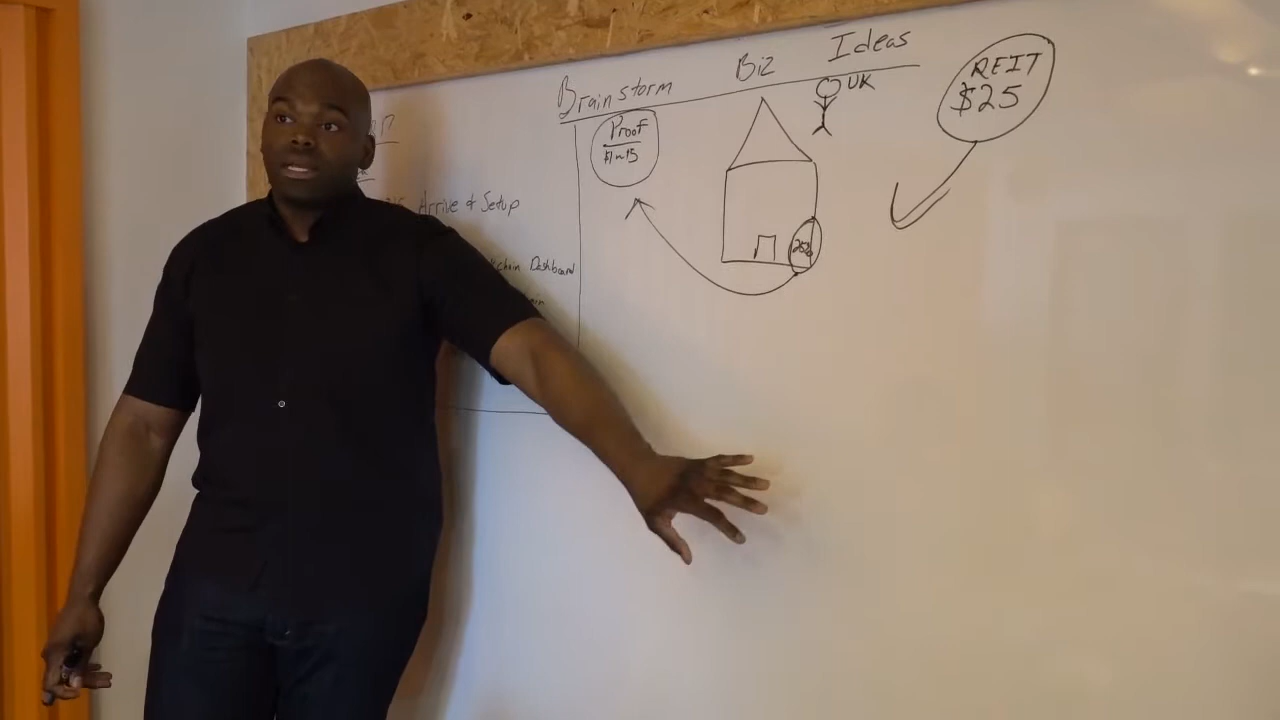 Brainstorm Biz Ideas
Proof
UK
REIT
$25
Arrive & Setup
Dashboard